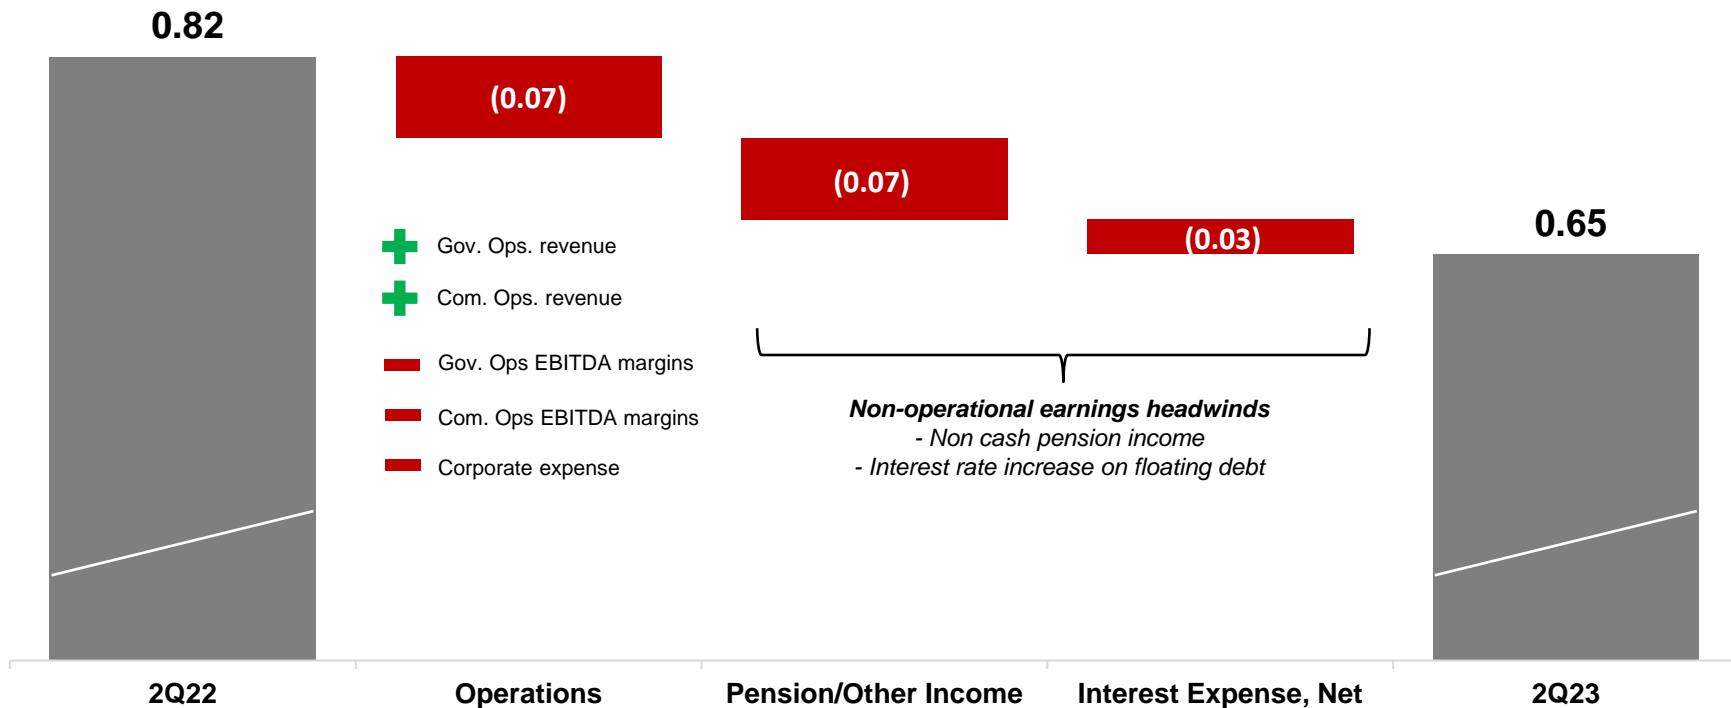 0.82
(0.07)
(0.07)
(0.03)
0.65
Gov. Ops. revenue
Com. Ops. revenue
Gov. Ops EBITDA margins
Com. Ops EBITDA margins
Corporate expense
Non-operational earnings headwinds
- Non cash pension income
- Interest rate increase on floating debt
2Q22
Operations
Pension/Other Income
Interest Expense, Net
2Q23